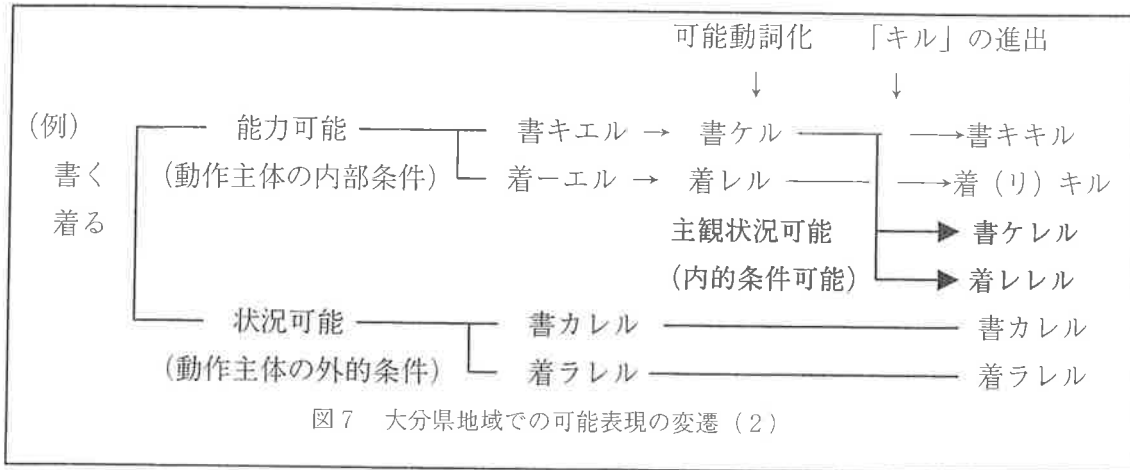 可能動詞化 「キル」の進出
↓ ↓
(例) 能力可能 書キエル → 書ケル → 書キキル
書く (動作主体の内部条件) 着ーエル → 着レル → 着(り)キル
着る 主観状況可能 書ケレル
(内的条件可能) 着レレル
状況可能 書カレル 書カレル
(動作主体の外的条件) 着ラレル 着ラレル
図7 大分県地域での可能表現の変遷(2)